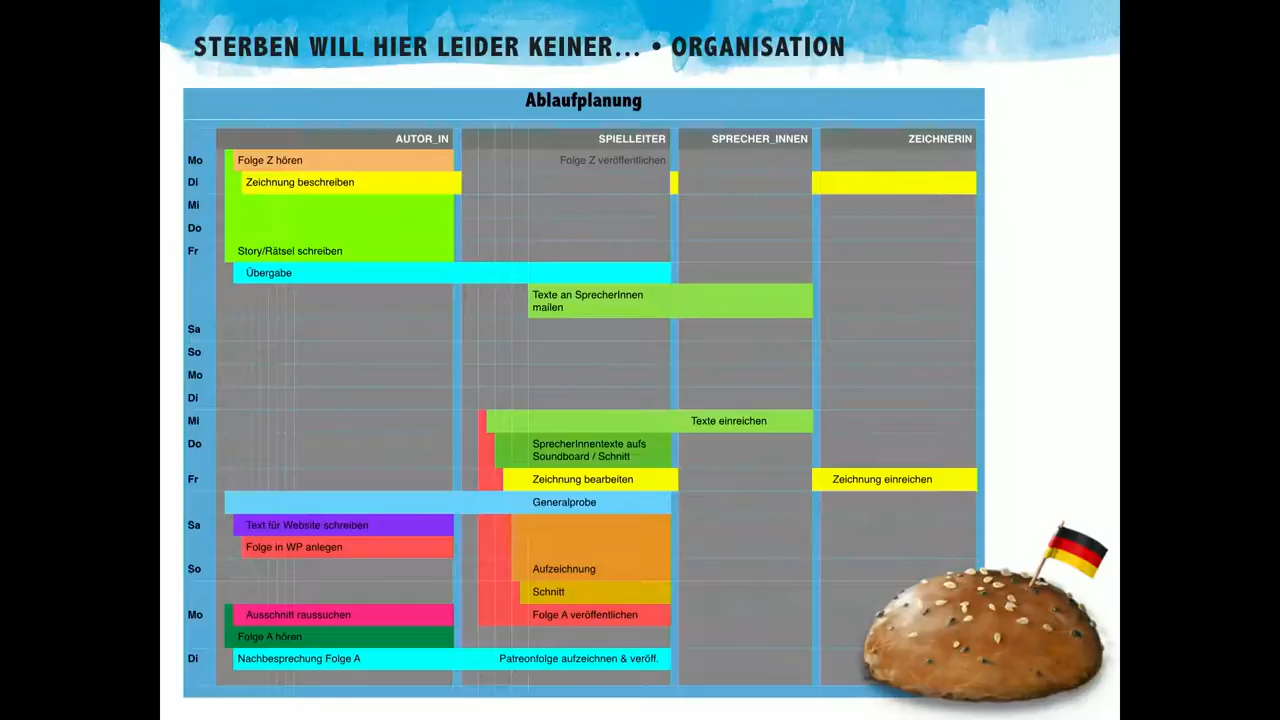 STERBEN WILL HIER LEIDER KEINER... • ORGANISATION
Ablaufplanung
AUTOR_IN SPIELLEITER SPRECHER_INNEN ZEICHNERIN
Mo Folge Z hören Folge Z veröffentlichen
Di Zeichnung beschreiben
Mi
Do
Fr Story/Rätsel schreiben
Übergabe
Texte an SprecherInnen
mailen
Sa
So
Mo
Di
Mi Texte einreichen
Do SprecherInnentexte aufs
Soundboard / Schnitt
Fr Zeichnung bearbeiten Zeichnung einreichen
Generalprobe
Sa Text für Website schreiben
Folge in WP anlegen
So Aufzeichnung
Schnitt
Mo Ausschnitt raussuchen Folge A veröffentlichen
Folge A hören
Di Nachbesprechung Folge A Patreonfolge aufzeichnen & veröff.